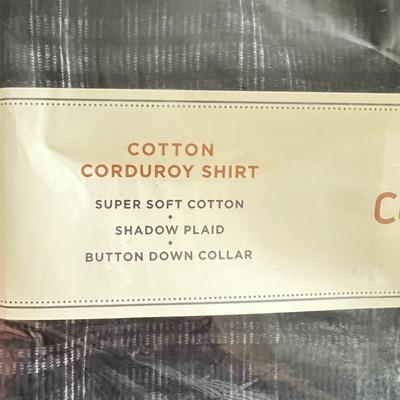 COTTON
CORDUROY SHIRT
SUPER SOFT COTTON
SHADOW PLAID
BUTTON DOWN COLLAR